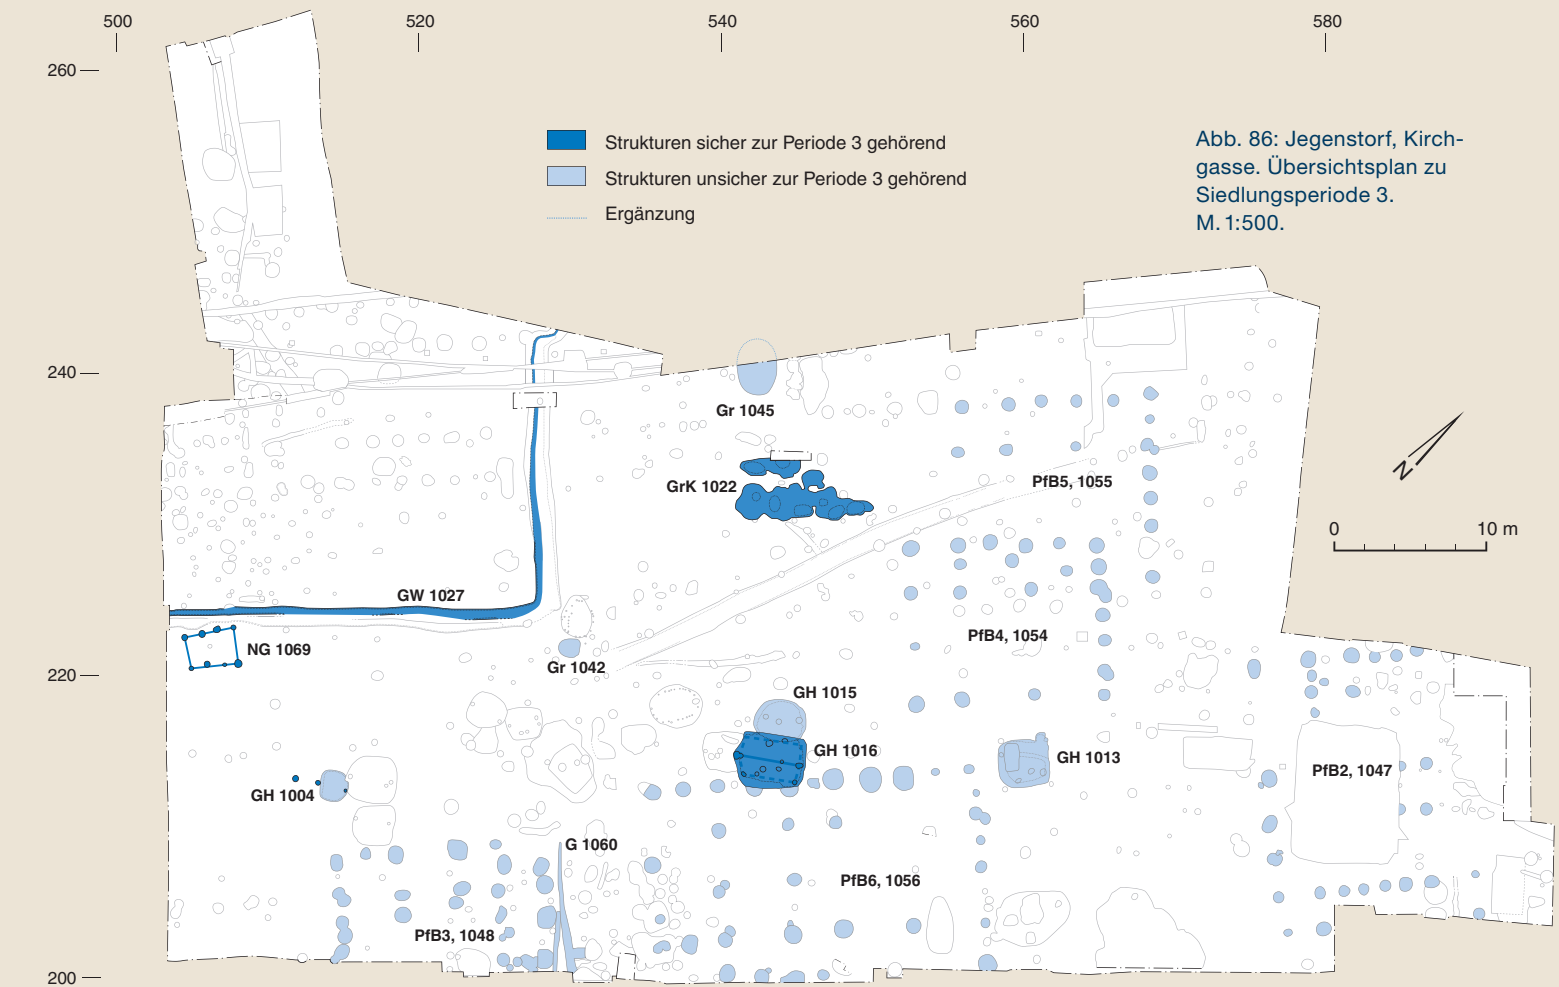 500
520
540
560
580
260
240
220
200
Strukturen sicher zur Periode 3 gehörend
Strukturen unsicher zur Periode 3 gehörend
Ergänzung
Abb. 86: Jegenstorf, Kirch-
gasse. Übersichtsplan zu
Siedlungsperiode 3.
M. 1:500.
Gr 1045
GrK 1022
PfB5, 1055
N
0
10 m
GW 1027
NG 1069
Gr 1042
PfB4, 1054
GH 1015
GH 1016
GH 1013
PfB2, 1047
GH 1004
G 1060
PfB6, 1056
PfB3, 1048